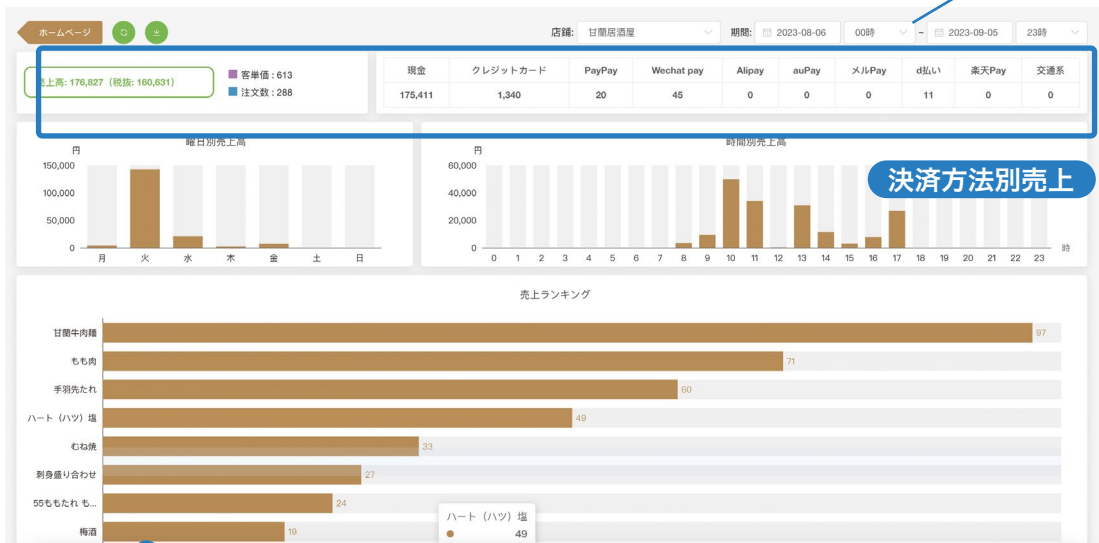 ホームページ
店鋪: 甘蘭居酒屋 期間: 2023-08-06 00時 ~ 2023-09-05 23時
売上高: 176,827 (税抜: 160,631)
客単価 : 613
注文数 : 288
現金 クレジットカード PayPay Wechat pay Alipay auPay メルPay d払い 楽天Pay 交通系
175,411 1,340 20 45 0 0 0 11 0 0
曜日別売上高
円
150,000
100,000
50,000
0
月 火 水 木 金 土 日
時間別売上高
円
60,000
40,000
20,000
0
0 1 2 3 4 5 6 7 8 9 10 11 12 13 14 15 16 17 18 19 20 21 22 23
時
決済方法別売上
売上ランキング
甘蘭牛肉麺 97
もも肉 71
手羽先たれ 60
ハート（ハツ）塩 49
むね焼 33
刺身盛り合わせ 27
55ももたれ も... 24
梅酒 19
ハート（ハツ）塩
49